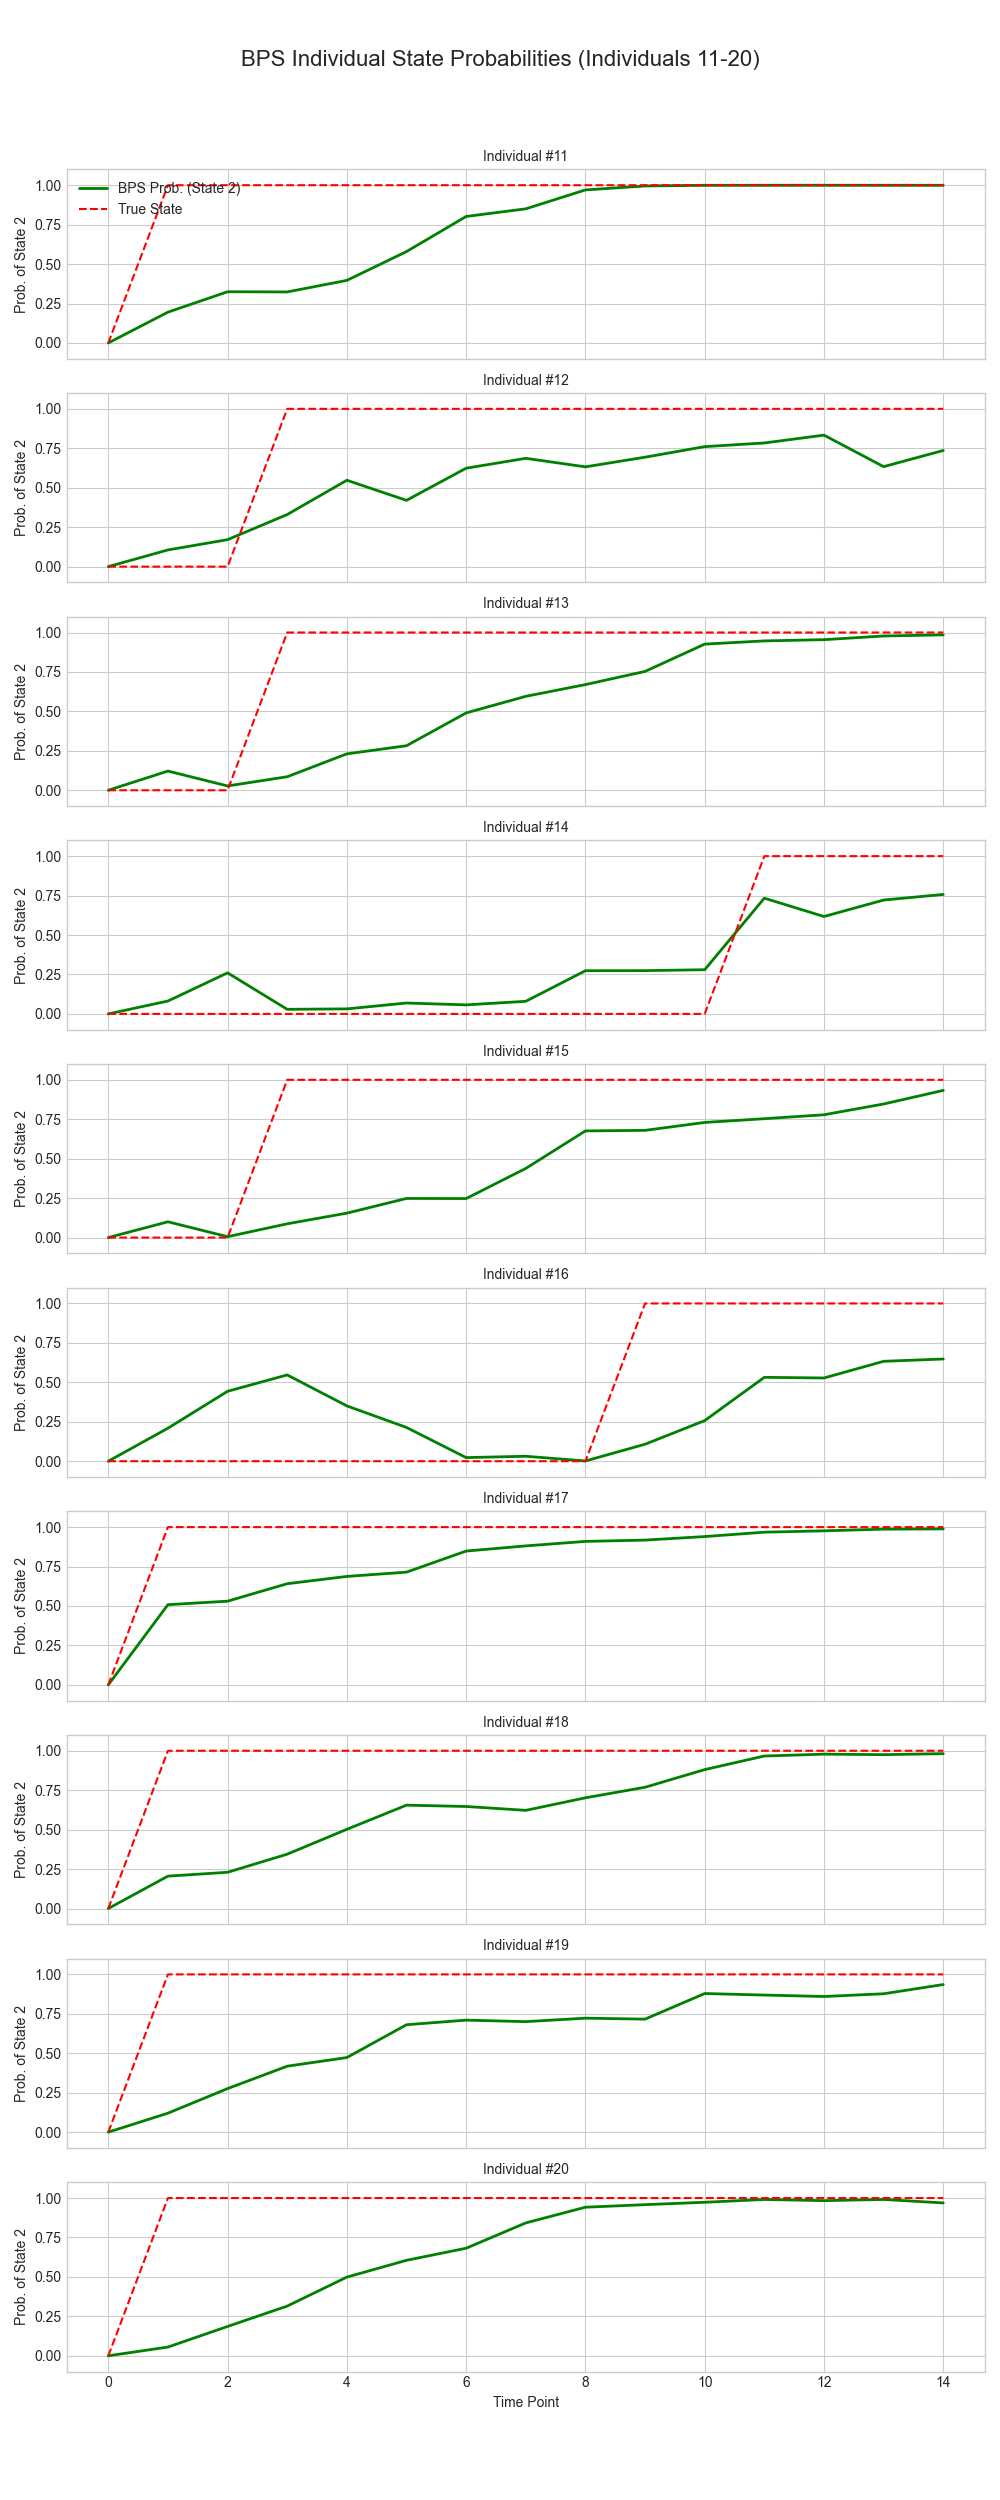 BPS Individual State Probabilities (Individuals 11-20)
Individual #11
BPS Prob. (State 2)
True State
Prob. of State 2
1.00
0.75
0.50
0.25
0.00
Individual #12
Prob. of State 2
1.00
0.75
0.50
0.25
0.00
Individual #13
Prob. of State 2
1.00
0.75
0.50
0.25
0.00
Individual #14
Prob. of State 2
1.00
0.75
0.50
0.25
0.00
Individual #15
Prob. of State 2
1.00
0.75
0.50
0.25
0.00
Individual #16
Prob. of State 2
1.00
0.75
0.50
0.25
0.00
Individual #17
Prob. of State 2
1.00
0.75
0.50
0.25
0.00
Individual #18
Prob. of State 2
1.00
0.75
0.50
0.25
0.00
Individual #19
Prob. of State 2
1.00
0.75
0.50
0.25
0.00
Individual #20
Prob. of State 2
1.00
0.75
0.50
0.25
0.00
0 2 4 6 8 10 12 14
Time Point